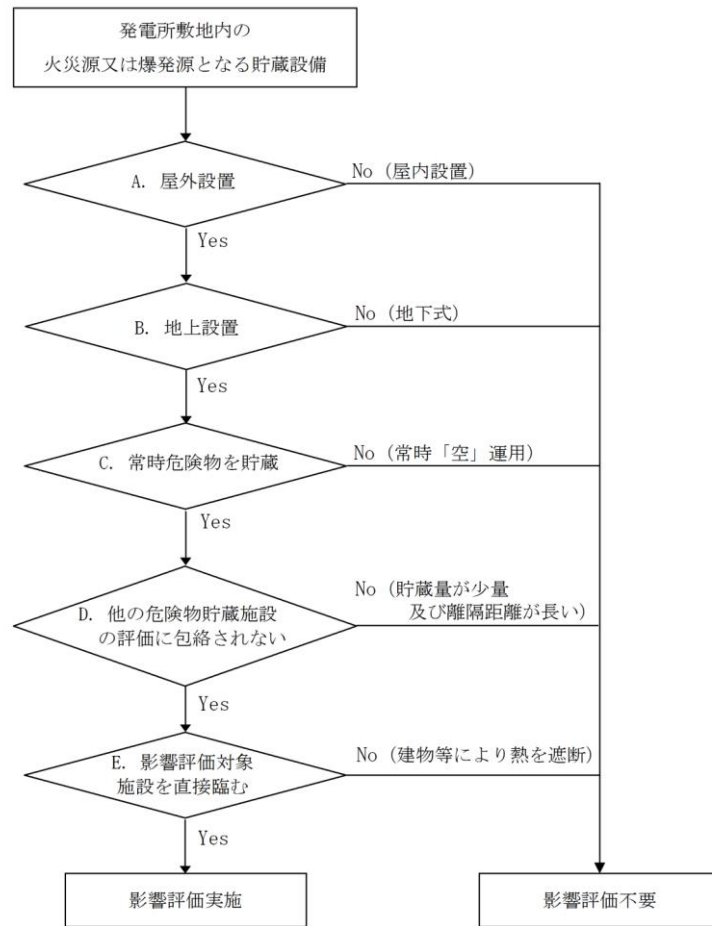 発電所敷地内の
火災源又は爆発源となる貯蔵設備
A. 屋外設置
No (屋内設置)
Yes
B. 地上設置
No (地下式)
Yes
C. 常時危険物を貯蔵
No (常時「空」運用)
Yes
D. 他の危険物貯蔵施設
の評価に包絡されない
No (貯蔵量が少量
及び離隔距離が長い)
Yes
E. 影響評価対象
施設を直接臨む
No (建物等により熱を遮断)
Yes
影響評価実施
影響評価不要